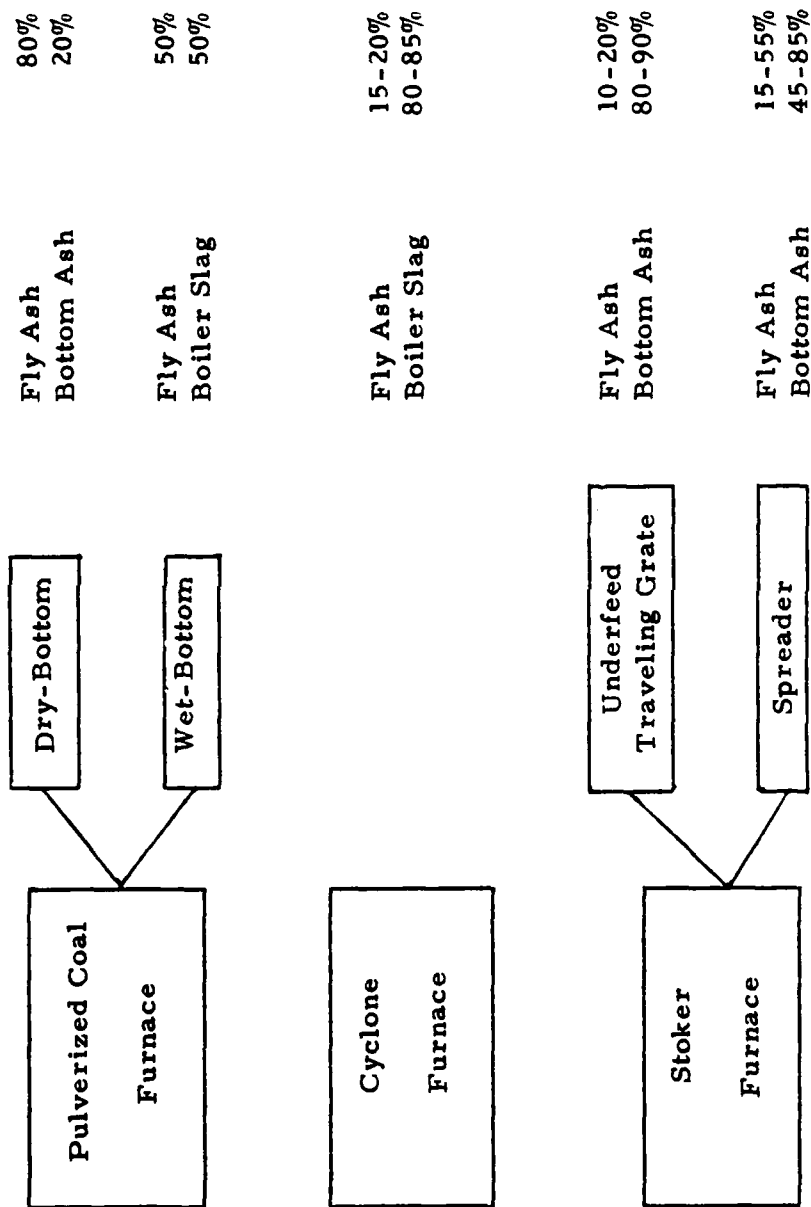 Pulverized Coal
Furnace
Dry-Bottom
Fly Ash 80%
Bottom Ash 20%
Wet-Bottom
Fly Ash 50%
Boiler Slag 50%
Cyclone
Furnace
Fly Ash 15-20%
Boiler Slag 80-85%
Stoker
Furnace
Underfeed
Traveling Grate
Fly Ash 10-20%
Bottom Ash 80-90%
Spreader
Fly Ash 15-55%
Bottom Ash 45-85%